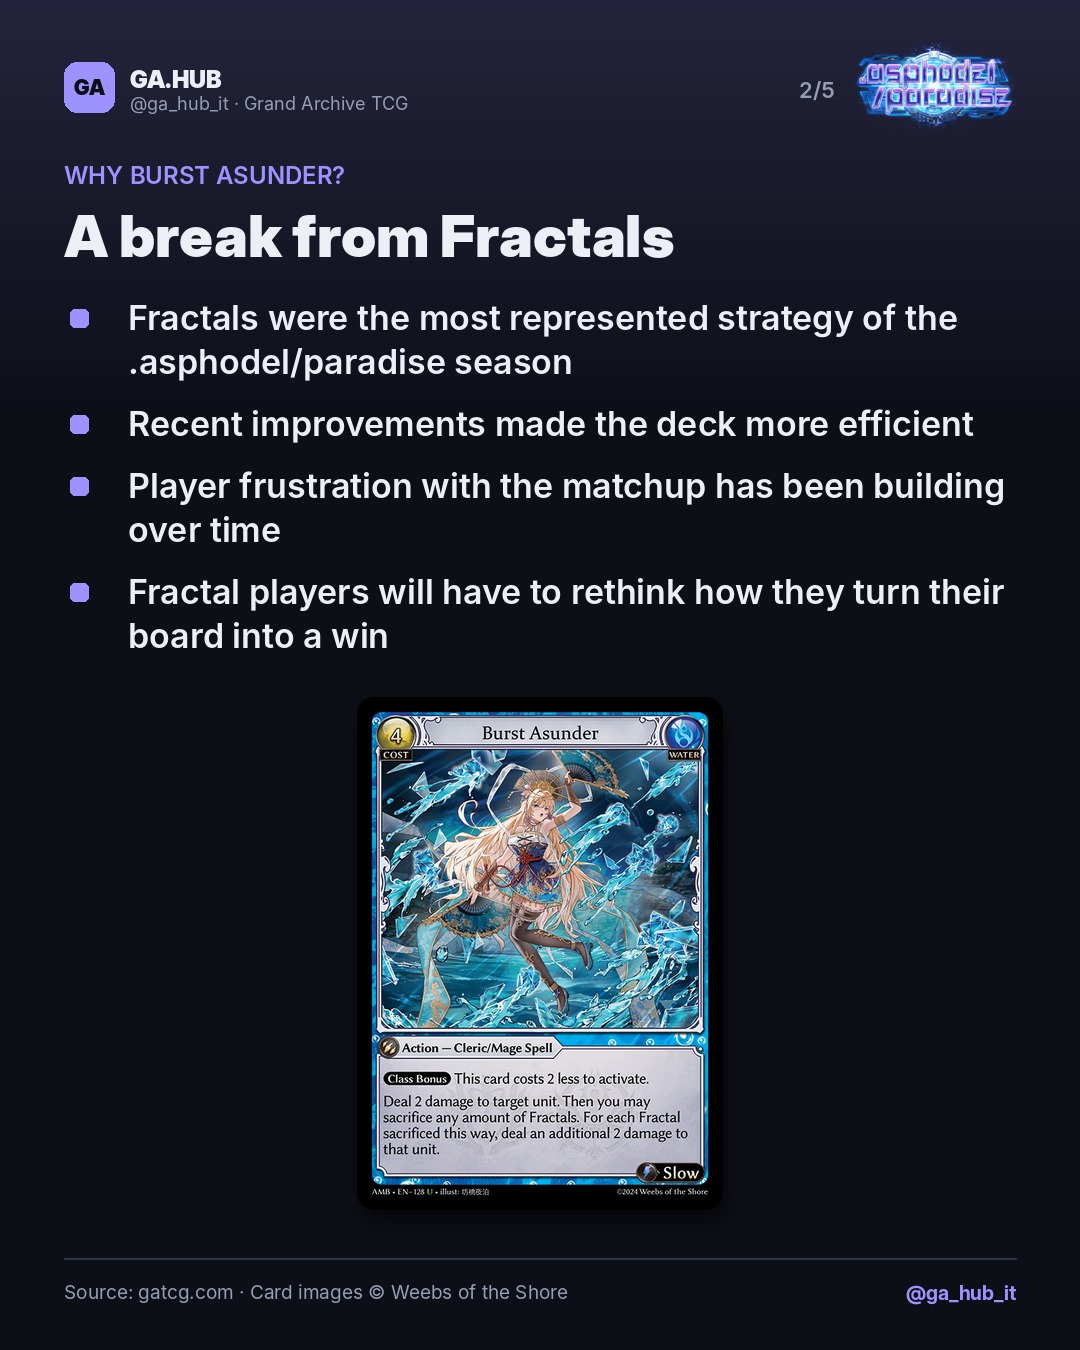 GA
GA.HUB
@ga_hub_it · Grand Archive TCG
2/5
.asphodel
/paradise
WHY BURST ASUNDER?
A break from Fractals
Fractals were the most represented strategy of the
.asphodel/paradise season
Recent improvements made the deck more efficient
Player frustration with the matchup has been building
over time
Fractal players will have to rethink how they turn their
board into a win
4
COST
Burst Asunder
WATER
Action — Cleric/Mage Spell
Class Bonus This card costs 2 less to activate.
Deal 2 damage to target unit. Then you may
sacrifice any amount of Fractals. For each Fractal
sacrificed this way, deal an additional 2 damage to
that unit.
Slow
AMB • EN-128 U • illust:
©2024 Weebs of the Shore
Source: gatcg.com · Card images © Weebs of the Shore
@ga_hub_it